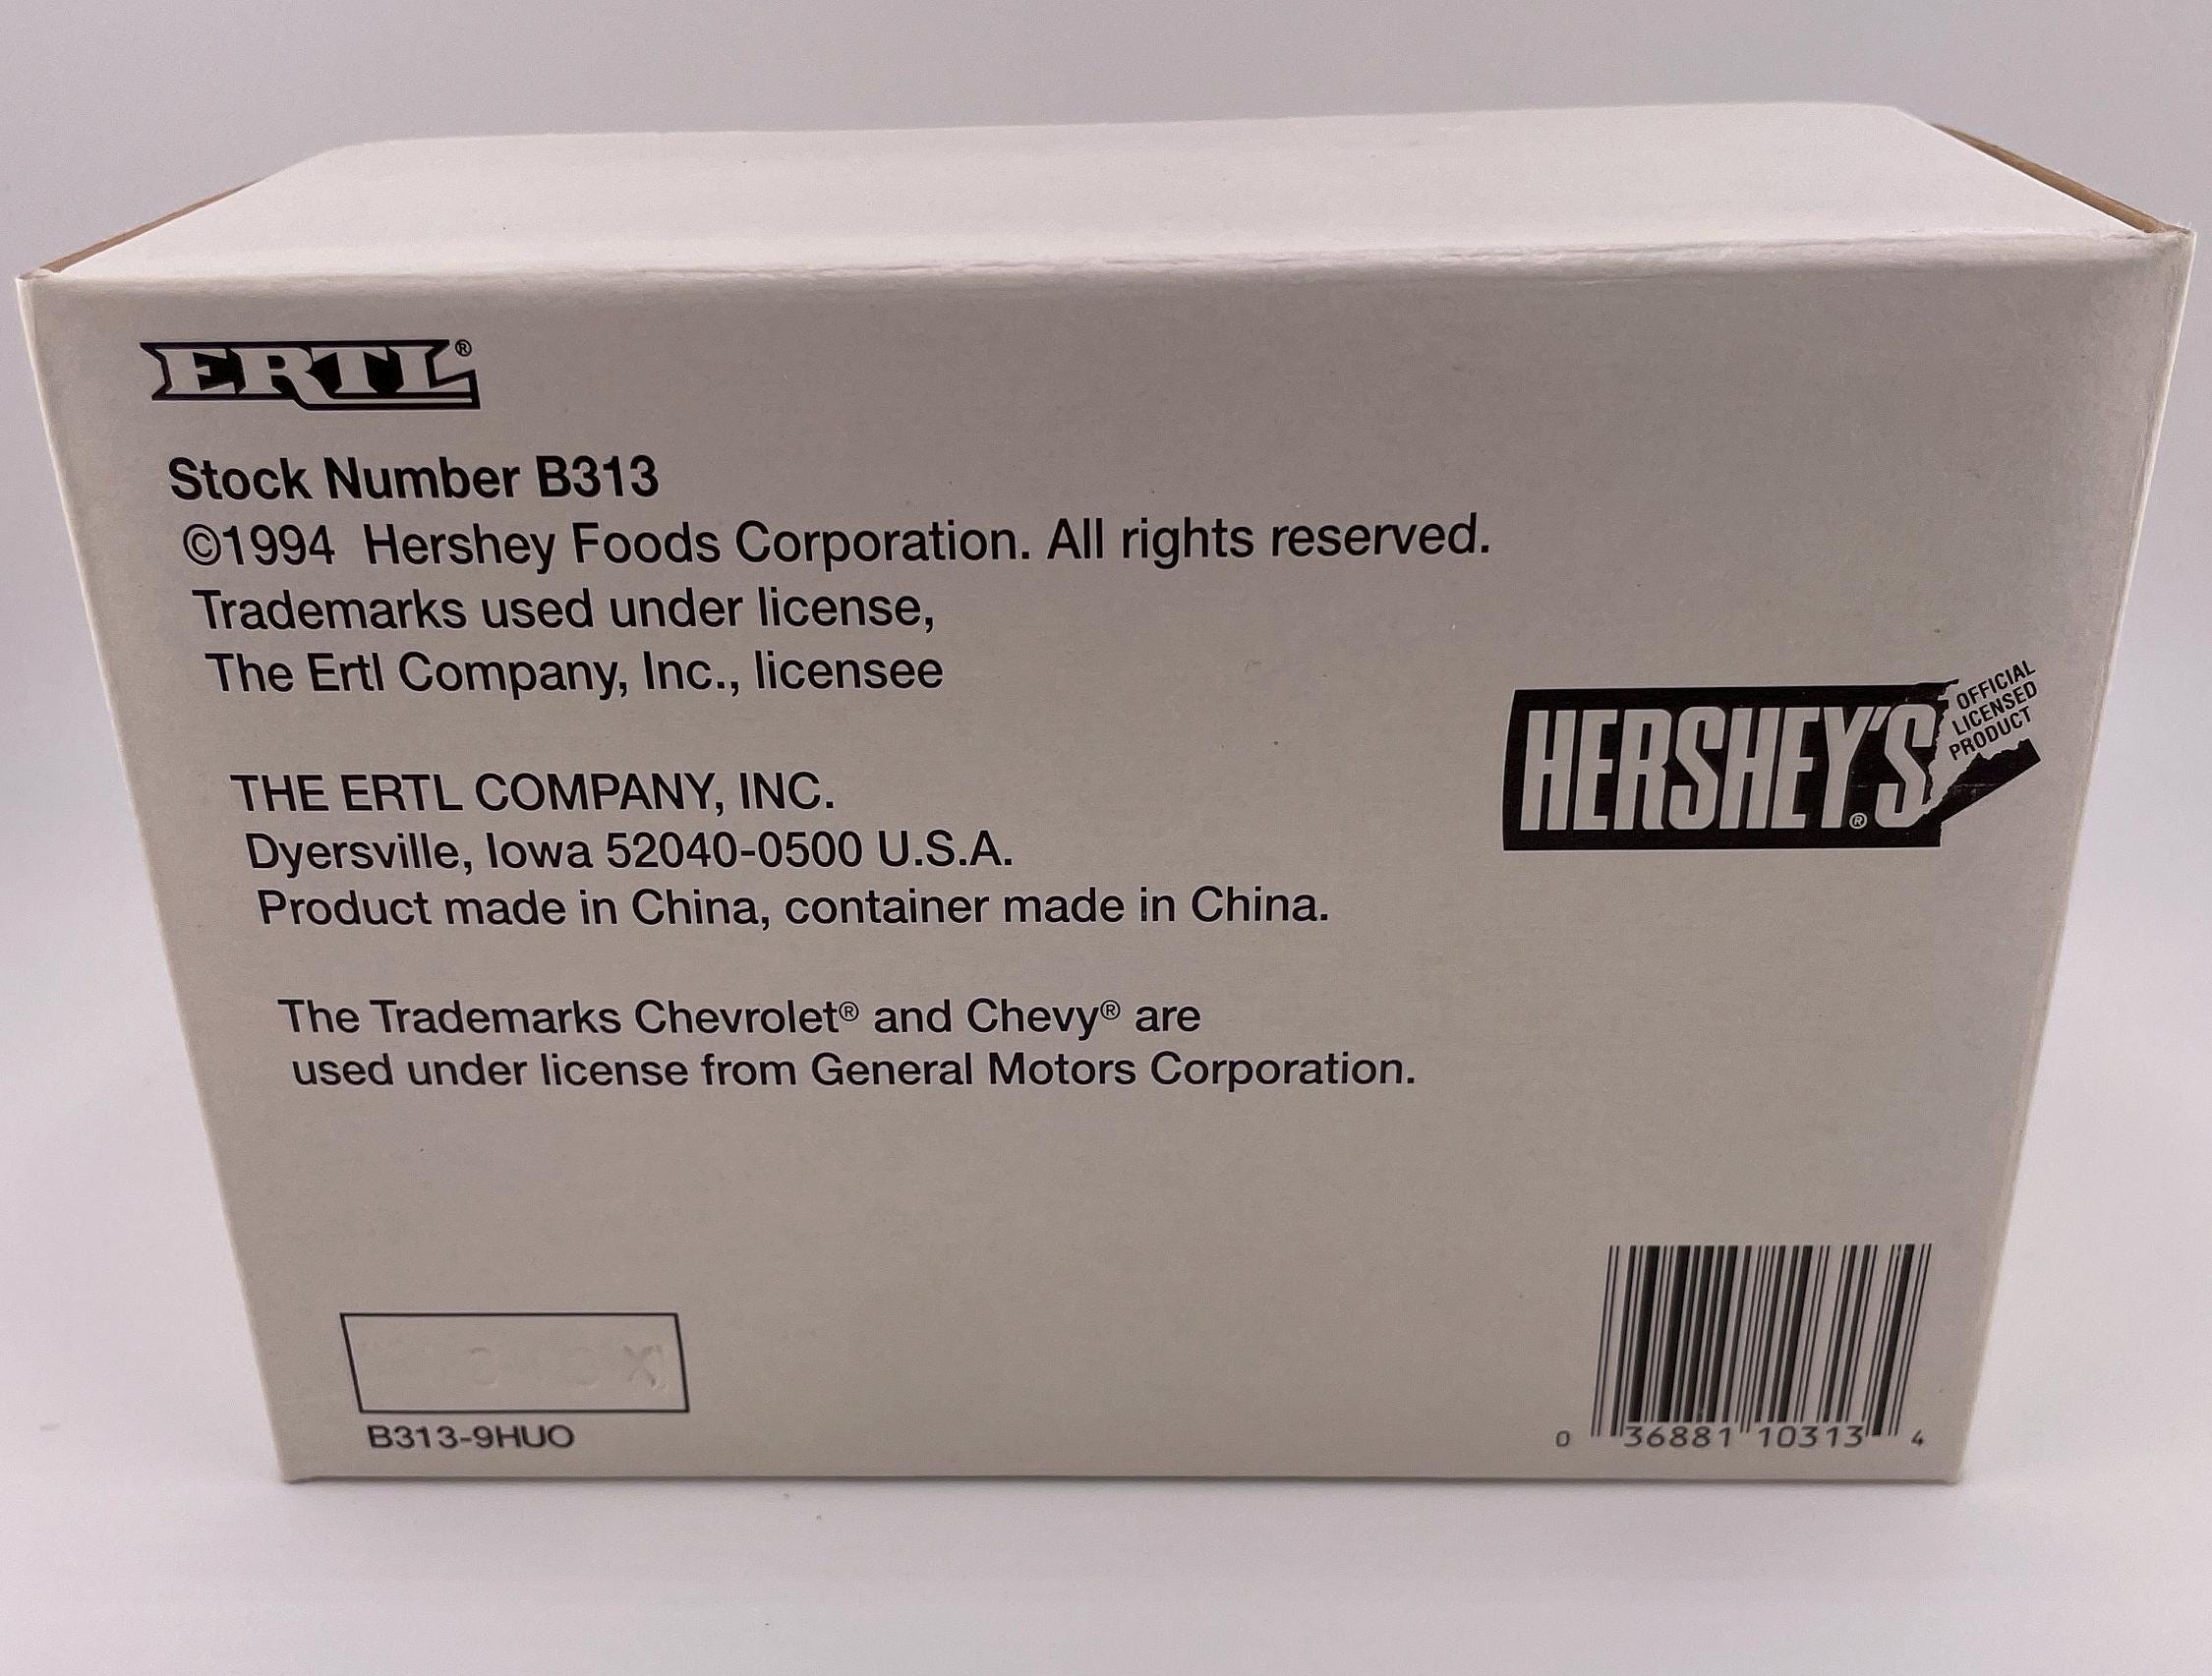 ERTL®
Stock Number B313
©1994 Hershey Foods Corporation. All rights reserved.
Trademarks used under license,
The Ertl Company, Inc., licensee
HERSHEY'S®
OFFICIAL
LICENSED
PRODUCT
THE ERTL COMPANY, INC.
Dyersville, Iowa 52040-0500 U.S.A.
Product made in China, container made in China.
The Trademarks Chevrolet® and Chevy® are
used under license from General Motors Corporation.
B313-9HUO
0 36881 10313 4